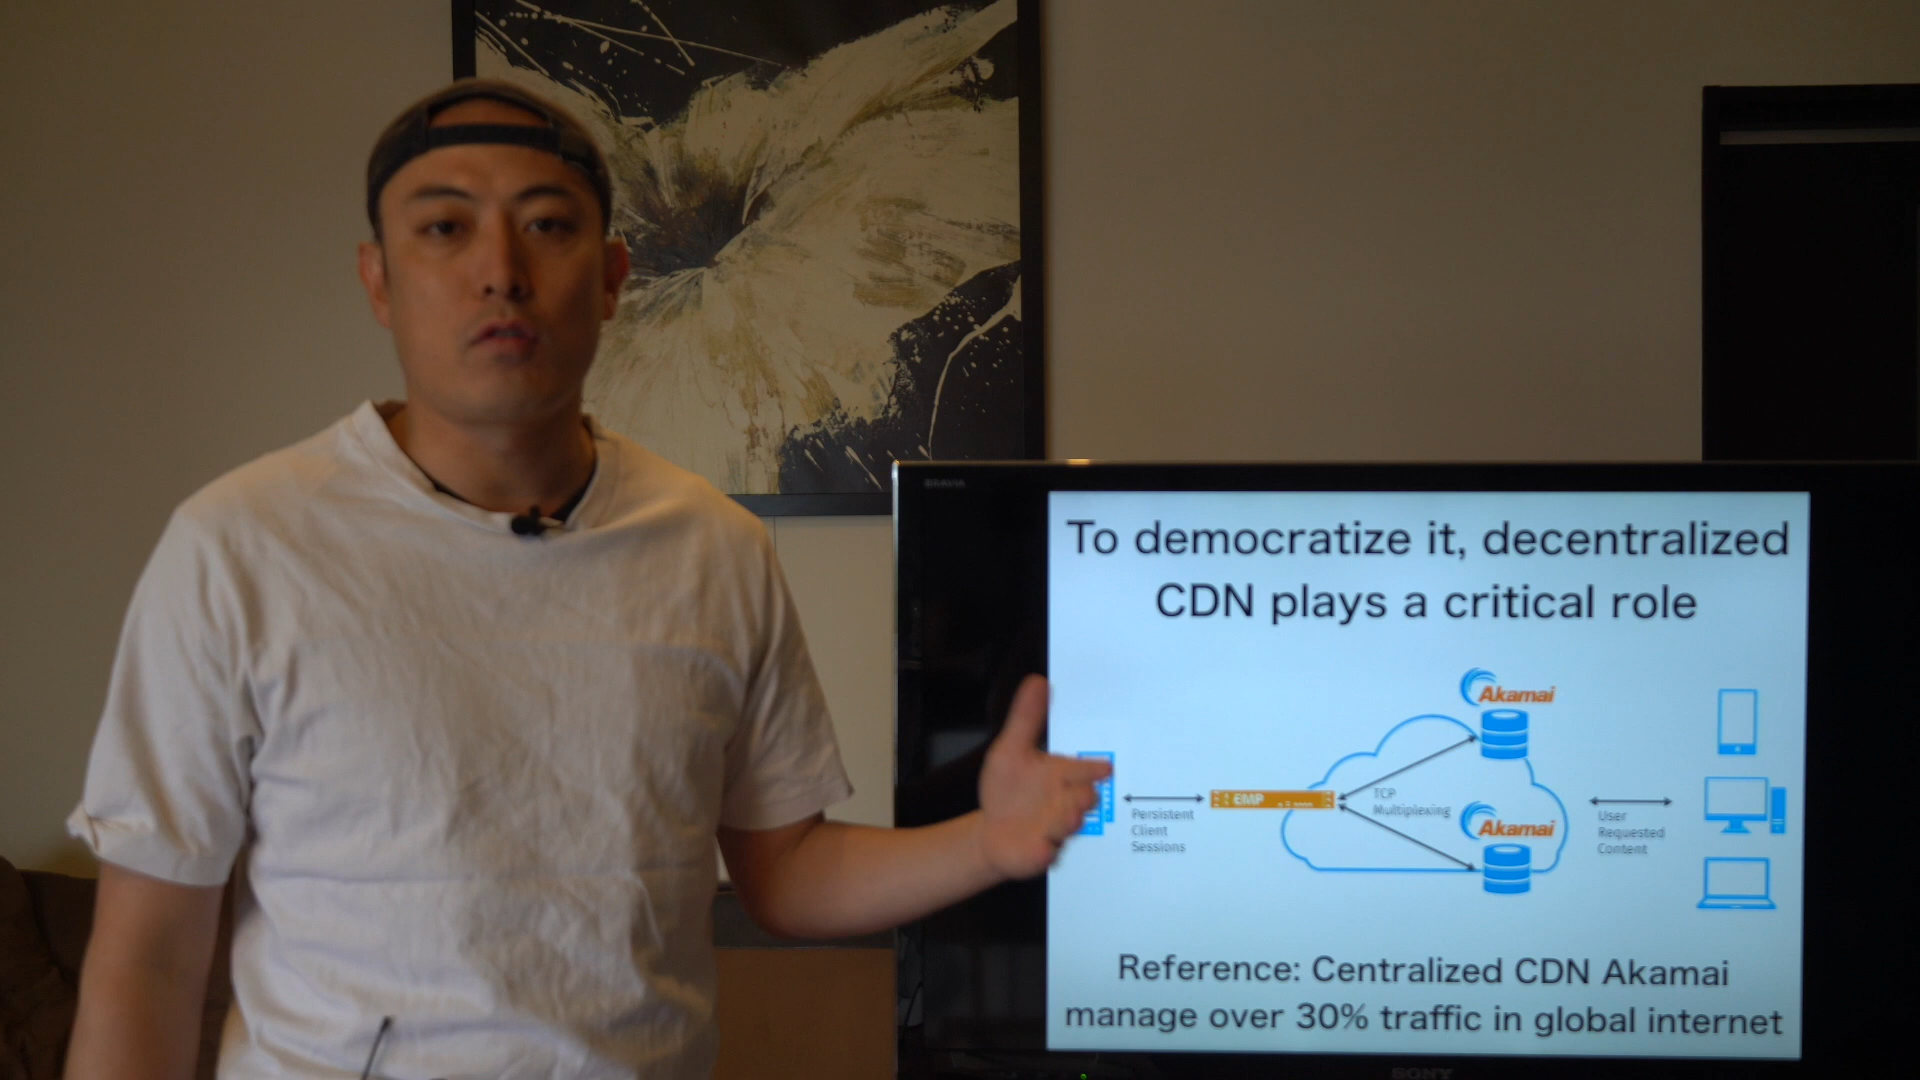 BRAVIA
To democratize it, decentralized
CDN plays a critical role
Akamai
EMP
TCP
Multiplexing
Persistent
Client
Sessions
Akamai
User
Requested
Content
Reference: Centralized CDN Akamai
manage over 30% traffic in global internet
SONY